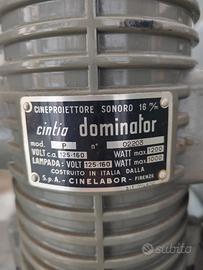 CINEPROIETTORE SONORO 16 m/m
cintia dominator
mod. P n° 02203
VOLT c.a. 125-160 WATT max 1200
LAMPADA: VOLT 125-160 WATT max 1000
COSTRUITO IN ITALIA DALLA
S.p.A. - CINELABOR - FIRENZE
subito